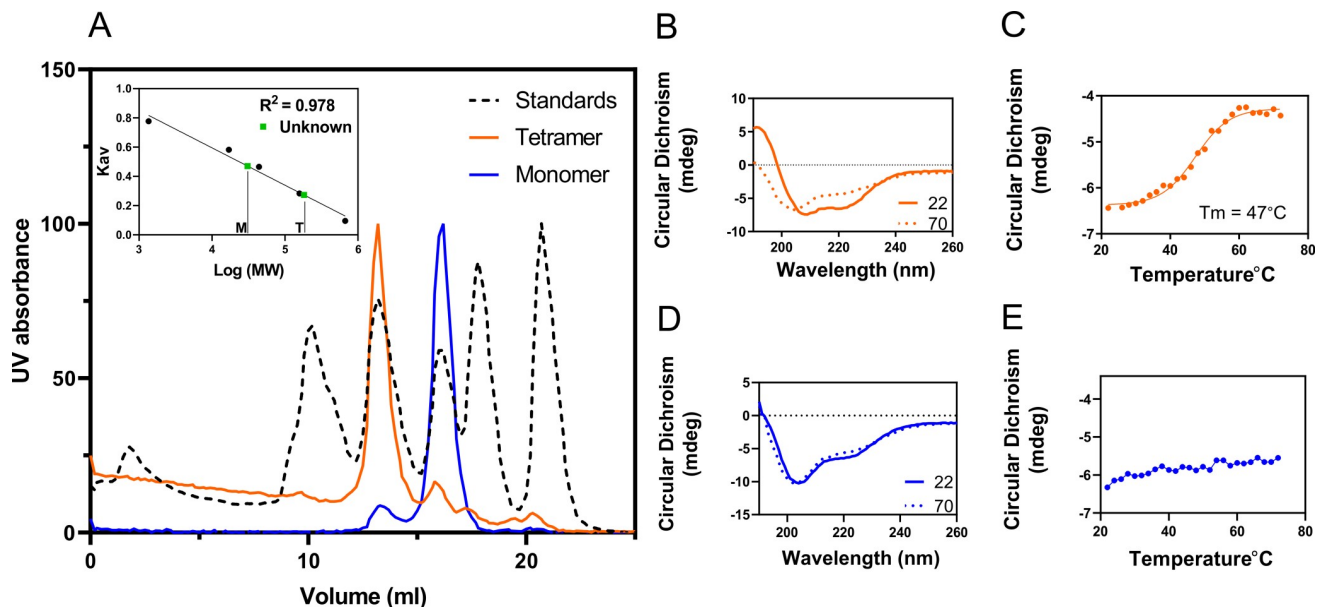 A
UV absorbance
150
100
50
0
0
10
20
Volume (ml)
Standards
Tetramer
Monomer
Kav
1.0
0.8
0.6
0.4
0.2
0.0
3
4
5
6
M
T
Log (MW)
R² = 0.978
Unknown
B
Circular Dichroism
(mdeg)
10
5
0
-5
-10
200
220
240
260
Wavelength (nm)
22
70
C
Circular Dichroism
(mdeg)
-4
-5
-6
-7
20
40
60
80
Temperature°C
Tm = 47°C
D
Circular Dichroism
(mdeg)
5
0
-5
-10
-15
200
220
240
260
Wavelength (nm)
22
70
E
Circular Dichroism
(mdeg)
-4
-5
-6
-7
20
40
60
80
Temperature°C